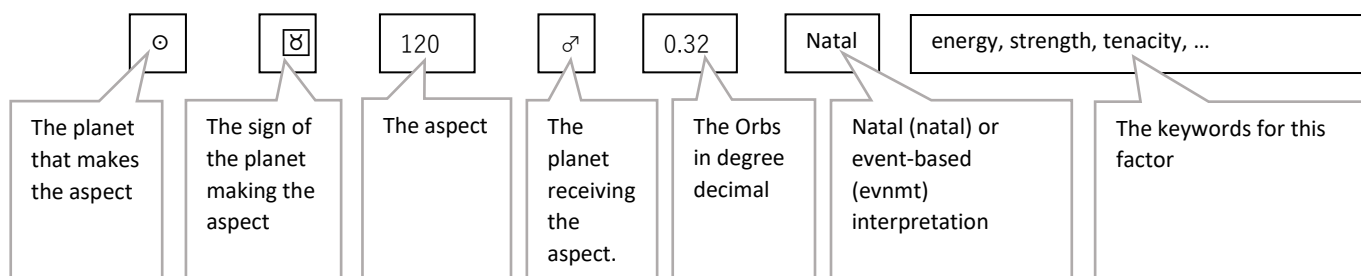 ☉ ♉ 120 ♂ 0.32 Natal energy, strength, tenacity, …
The planet
that makes
the aspect
The sign of
the planet
making the
aspect
The aspect
The
planet
receiving
the
aspect.
The Orbs
in degree
decimal
Natal (natal) or
event-based
(evnmt)
interpretation
The keywords for this
factor